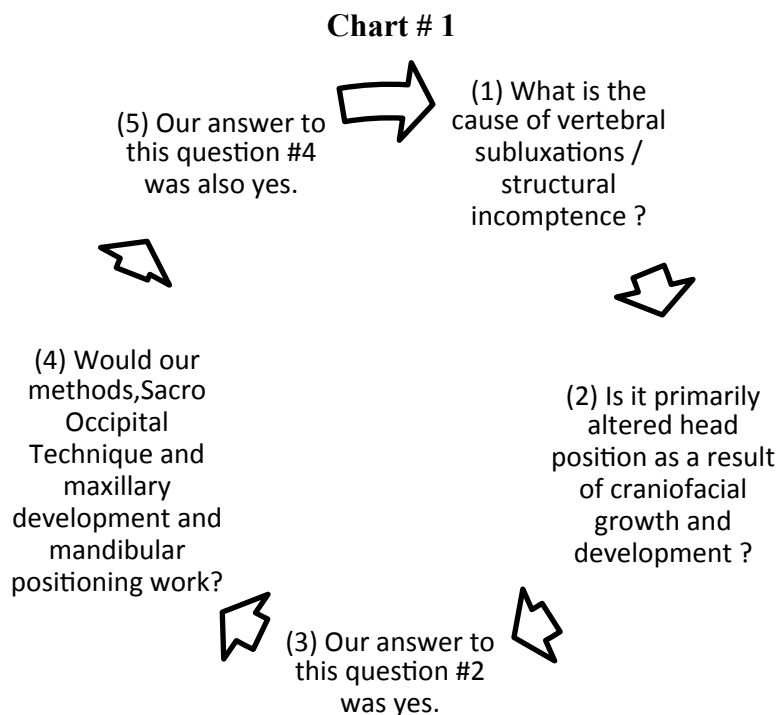 Chart # 1
(1) What is the
cause of vertebral
subluxations /
structural
incomptence ?
(2) Is it primarily
altered head
position as a result
of craniofacial
growth and
development ?
(3) Our answer to
this question #2
was yes.
(4) Would our
methods,Sacro
Occipital
Technique and
maxillary
development and
mandibular
positioning work?
(5) Our answer to
this question #4
was also yes.